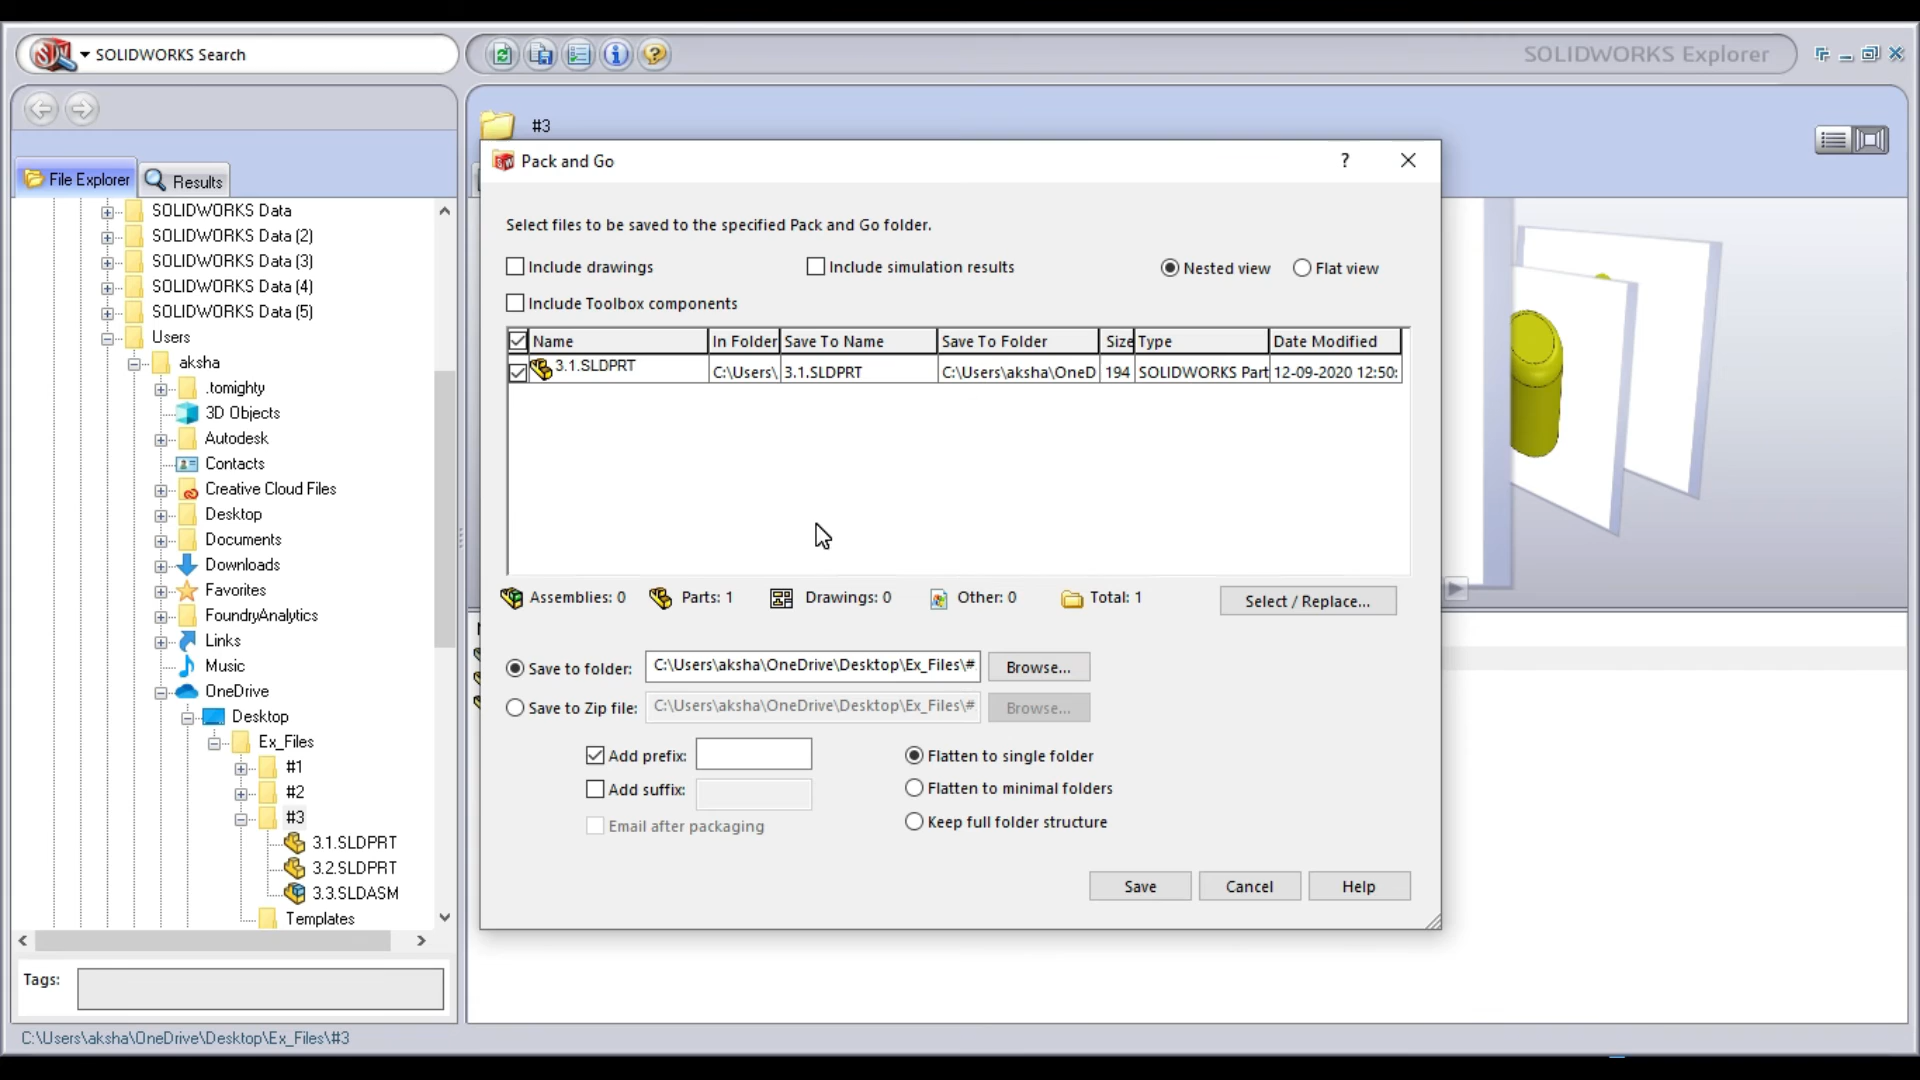 SOLIDWORKS Search
SOLIDWORKS Explorer
#3
File Explorer
Results
SOLIDWORKS Data
SOLIDWORKS Data (2)
SOLIDWORKS Data (3)
SOLIDWORKS Data (4)
SOLIDWORKS Data (5)
Users
aksha
.tomighty
3D Objects
Autodesk
Contacts
Creative Cloud Files
Desktop
Documents
Downloads
Favorites
FoundryAnalytics
Links
Music
OneDrive
Desktop
Ex_Files
#1
#2
#3
3.1.SLDPRT
3.2.SLDPRT
3.3.SLDASM
Templates
Tags:
C:\Users\aksha\OneDrive\Desktop\Ex_Files\#3
Pack and Go
?
Select files to be saved to the specified Pack and Go folder.
Include drawings
Include simulation results
Nested view
Flat view
Include Toolbox components
Name In Folder Save To Name Save To Folder Size Type Date Modified
3.1.SLDPRT C:\Users\ 3.1.SLDPRT C:\Users\aksha\OneD 194 SOLIDWORKS Part 12-09-2020 12:50:
Assemblies: 0 Parts: 1 Drawings: 0 Other: 0 Total: 1
Select / Replace...
Save to folder: C:\Users\aksha\OneDrive\Desktop\Ex_Files\# Browse...
Save to Zip file: C:\Users\aksha\OneDrive\Desktop\Ex_Files\# Browse...
Add prefix:
Flatten to single folder
Add suffix:
Flatten to minimal folders
Email after packaging
Keep full folder structure
Save
Cancel
Help